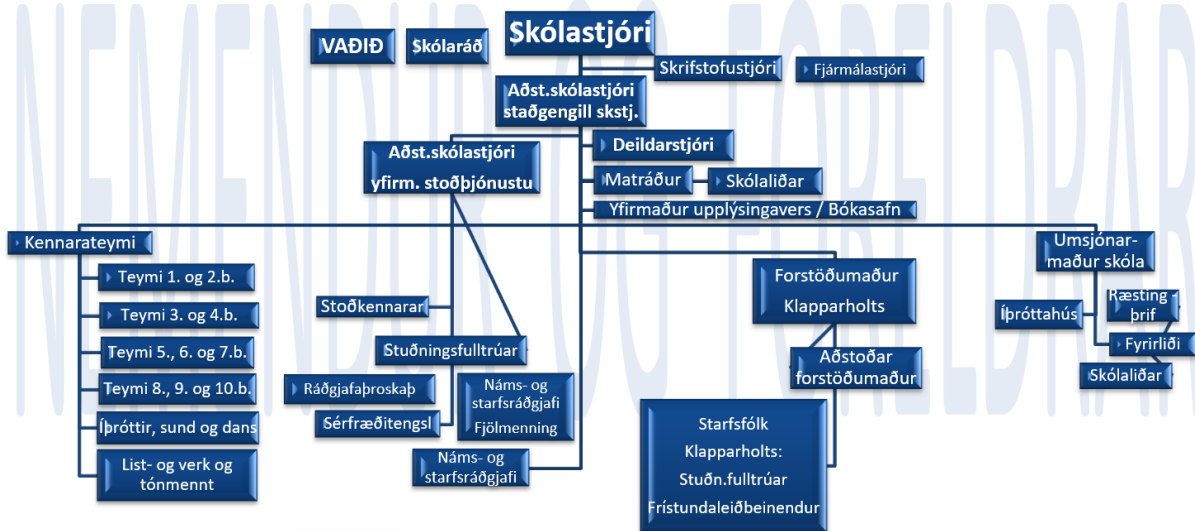 NEMENDUR OG FORELDRAR
Skólastjóri
VAÐIÐ
Skólaráð
Skrifstofustjóri
Fjármálastjóri
Aðst.skólastjóri
staðgengill skstj.
Aðst.skólastjóri
yfirm. stoðþjónustu
Deildarstjóri
Matráður
Skólaliðar
Yfirmaður upplýsingavers / Bókasafn
Kennarateymi
Teymi 1. og 2.b.
Teymi 3. og 4.b.
Teymi 5., 6. og 7.b.
Teymi 8., 9. og 10.b.
Íþróttir, sund og dans
List- og verk og
tónmennt
Stoðkennarar
Stuðningsfulltrúar
Ráðgjafaþroskaþ
Sérfræðitengsl
Náms- og
starfsráðgjafi
Fjölmenning
Náms- og
starfsráðgjafi
Forstöðumaður
Klapparholts
Aðstoðar
forstöðumaður
Starfsfólk
Klapparholts:
Stuðn.fulltrúar
Frístundaleiðbeinendur
Umsjónar-
maður skóla
Íþróttahús
Ræsting -
þrif
Fyrirliði
Skólaliðar